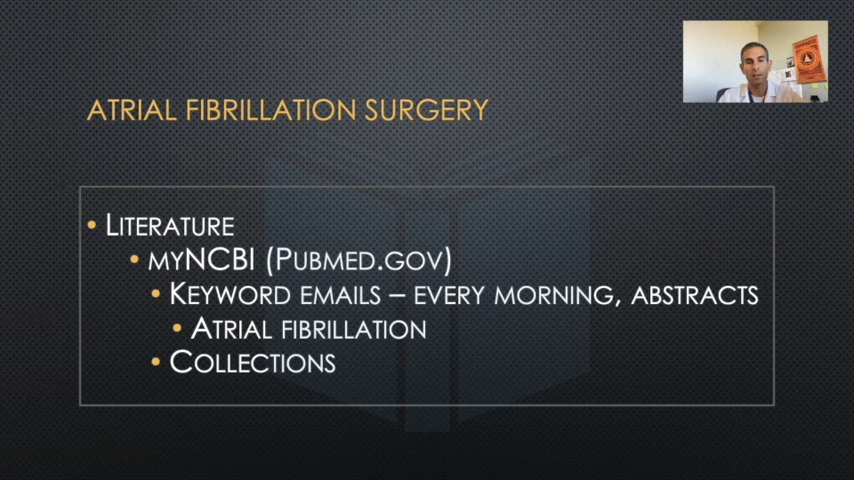 ATRIAL FIBRILLATION SURGERY
• LITERATURE
• MYNCBI (PUBMED.GOV)
• KEYWORD EMAILS – EVERY MORNING, ABSTRACTS
• ATRIAL FIBRILLATION
• COLLECTIONS